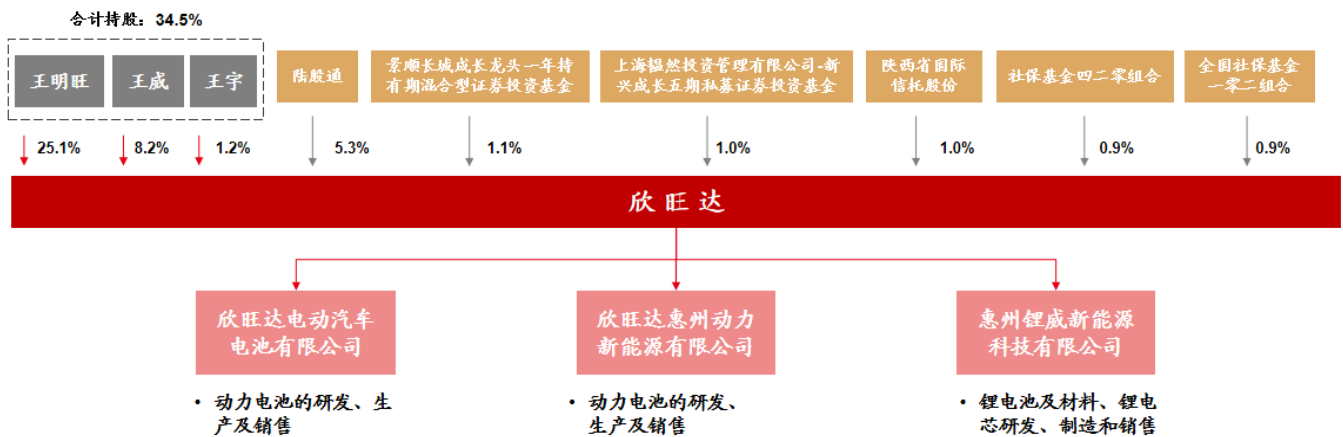 合计持股：34.5%
王明旺
王威
王宇
陆股通
景顺长城成长龙头一年持
有期混合型证券投资基金
上海韫然投资管理有限公司-新
兴成长五期私募证券投资基金
陕西省国际
信托股份
社保基金四二零组合
全国社保基金
一零二组合
25.1%
8.2%
1.2%
5.3%
1.1%
1.0%
1.0%
0.9%
0.9%
欣旺达
欣旺达电动汽车
电池有限公司
欣旺达惠州动力
新能源有限公司
惠州锂威新能源
科技有限公司
• 动力电池的研发、生
产及销售
• 动力电池的研发、
生产及销售
• 锂电池及材料、锂电
芯研发、制造和销售